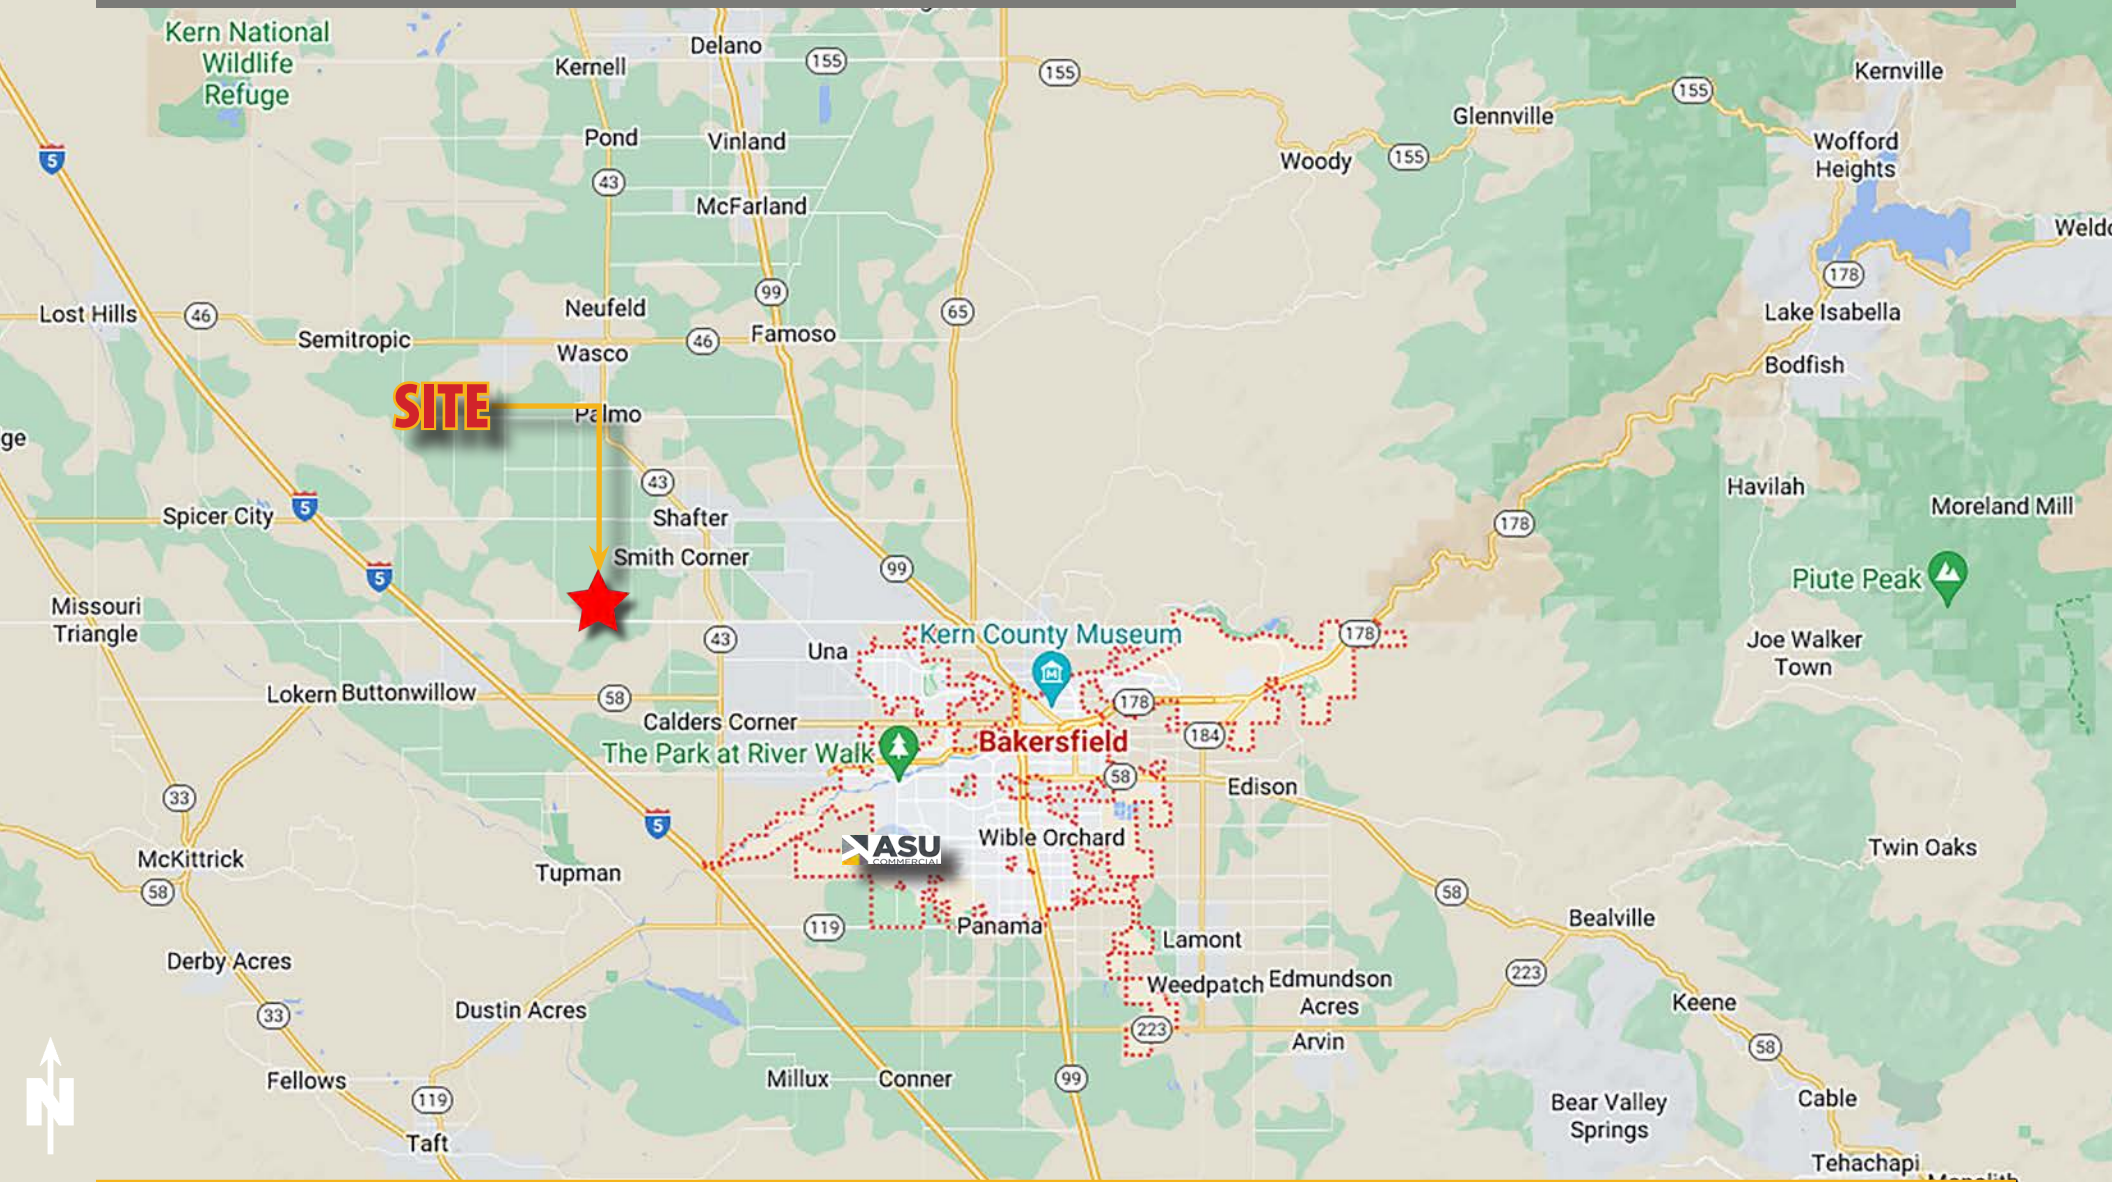 Kern National
Wildlife
Refuge
Delano
155
155
Kernell
Kernville
155
Glennville
Pond
Vinland
Wofford
Heights
5
Woody
155
43
McFarland
Weldo
178
99
Neufeld
65
Lost Hills
46
Lake Isabella
Semitropic
46
Famoso
Wasco
Bodfish
SITE
Palmo
ge
43
Havilah
Moreland Mill
5
Spicer City
Shafter
178
Smith Corner
99
5
Piute Peak
Missouri
Triangle
Kern County Museum
178
43
Una
Joe Walker
Town
Lokern
Buttonwillow
58
178
Calders Corner
184
The Park at River Walk
Bakersfield
58
Edison
33
5
Wible Orchard
ASU
COMMERCIAL
McKittrick
Tupman
Twin Oaks
58
58
Bealville
119
Panama
Lamont
Derby Acres
223
Weedpatch
Edmundson
Acres
Keene
33
Dustin Acres
223
Arvin
58
Fellows
Millux
Conner
99
N
119
Cable
Bear Valley
Springs
Taft
Tehachapi
Monolith